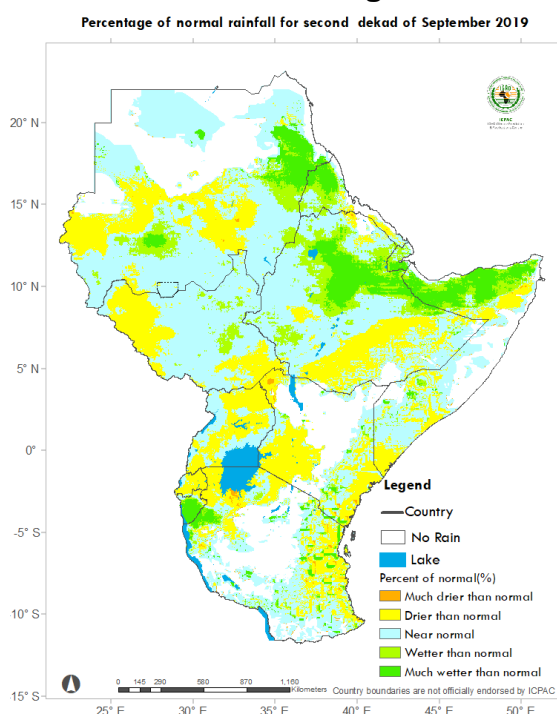 Percentage of normal rainfall for second dekad of September 2019
ICPAC
20° N
15° N
10° N
5° N
0°
-5° S
10° S
15° S
25° E
30° E
35° E
40° E
45° E
50° E
Legend
Country
No Rain
Lake
Percent of normal(%)
Much drier than normal
Drier than normal
Near normal
Wetter than normal
Much wetter than normal
0 145 290 580 870 1,160
Kilometers
Country boundaries are not officially endorsed by ICPAC